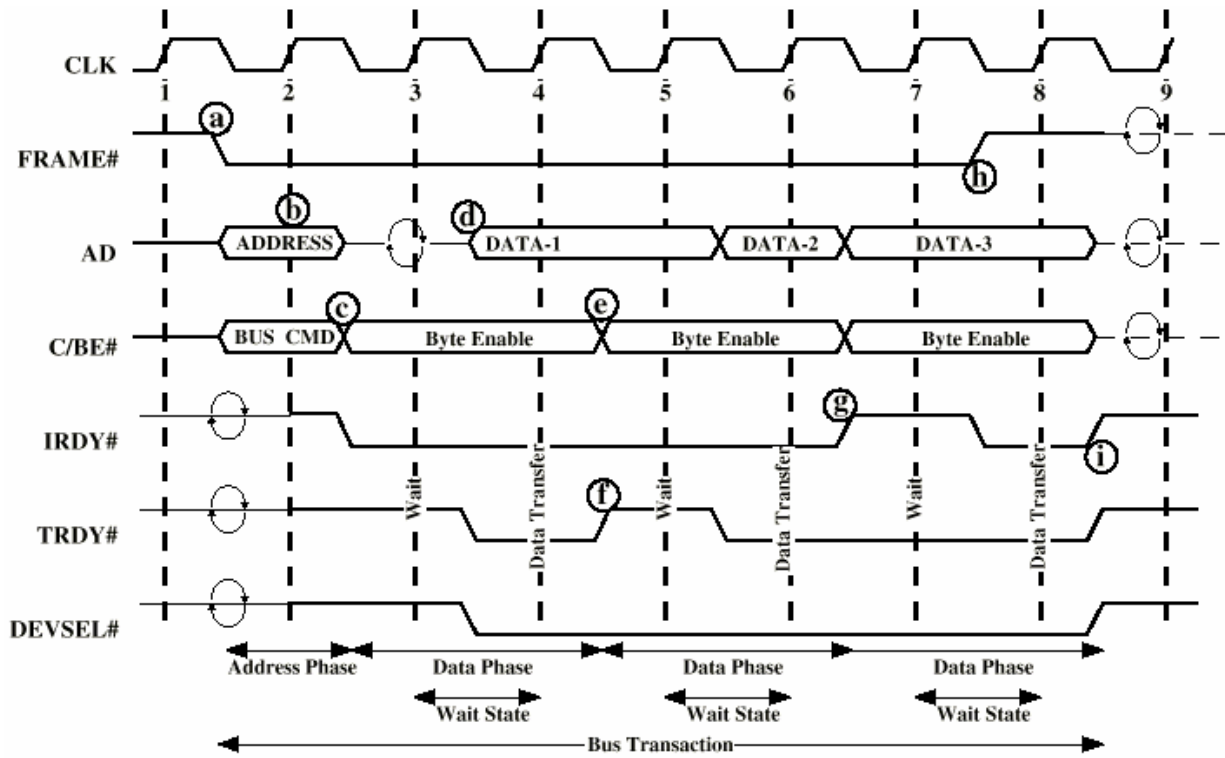 CLK
1 2 3 4 5 6 7 8 9
a
FRAME#
h
b d
ADDRESS DATA-1 DATA-2 DATA-3
AD
c e
BUS CMD Byte Enable Byte Enable Byte Enable
C/BE#
g
IRDY#
i
Wait Data Transfer Wait Data Transfer Wait Data Transfer
f
TRDY#
DEVSEL#
Address Phase Data Phase Data Phase Data Phase
Wait State Wait State Wait State
Bus Transaction